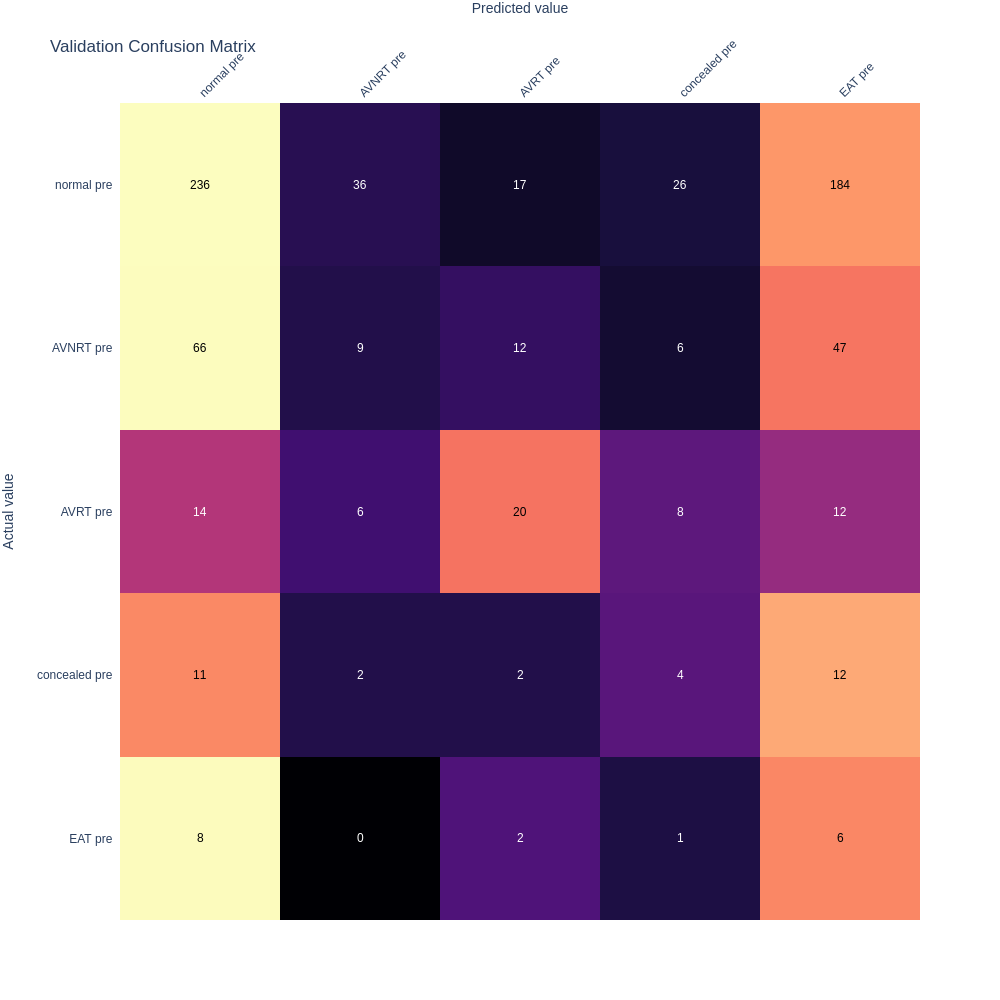 Predicted value
Validation Confusion Matrix
normal pre
AVNRT pre
AVRT pre
concealed pre
EAT pre
normal pre 236 36 17 26 184
AVNRT pre 66 9 12 6 47
Actual value
AVRT pre 14 6 20 8 12
concealed pre 11 2 2 4 12
EAT pre 8 0 2 1 6